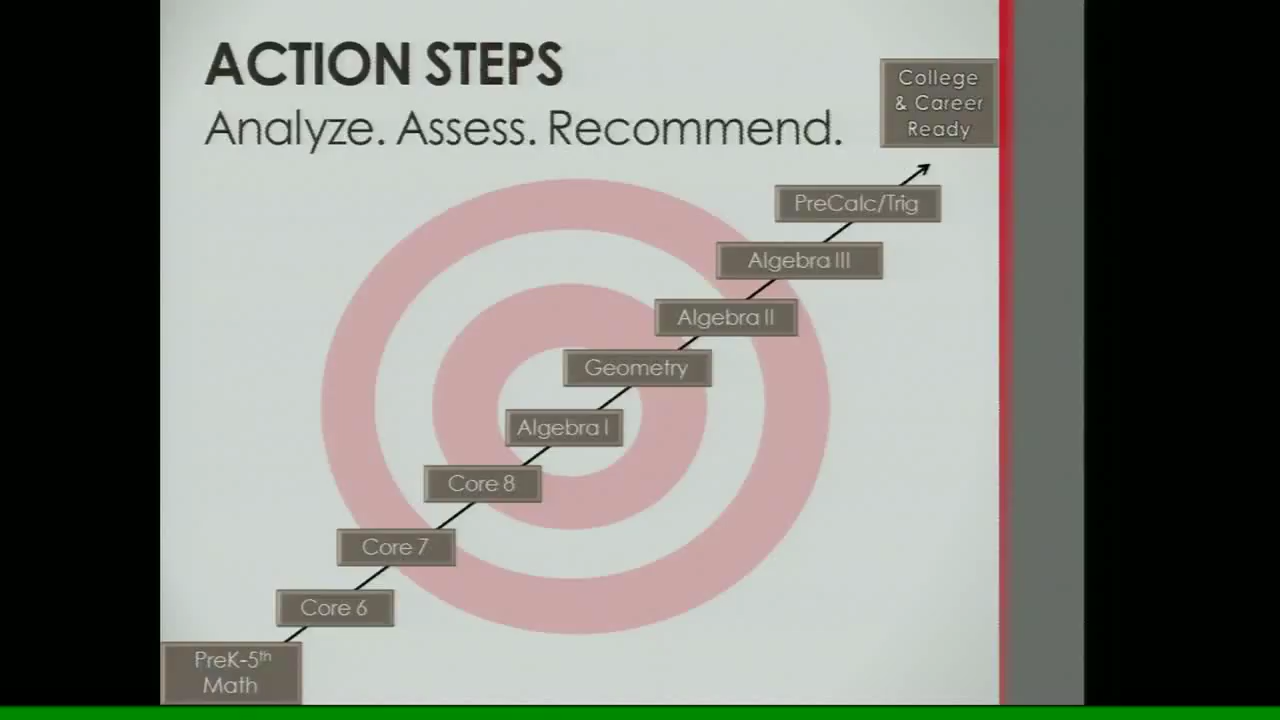 ACTION STEPS
Analyze. Assess. Recommend.
College
& Career
Ready
PreCalc/Trig
Algebra III
Algebra II
Geometry
Algebra I
Core 8
Core 7
Core 6
PreK-5th
Math